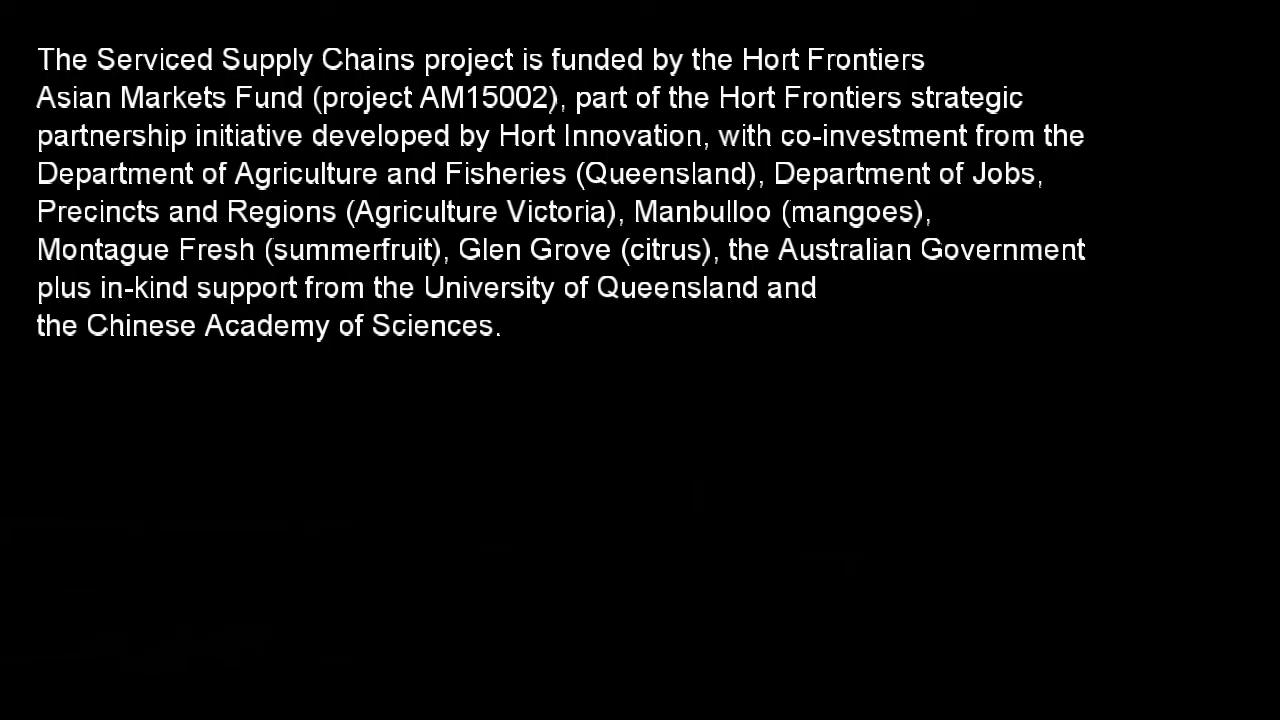 The Serviced Supply Chains project is funded by the Hort Frontiers
Asian Markets Fund (project AM15002), part of the Hort Frontiers strategic
partnership initiative developed by Hort Innovation, with co-investment from the
Department of Agriculture and Fisheries (Queensland), Department of Jobs,
Precincts and Regions (Agriculture Victoria), Manbulloo (mangoes),
Montague Fresh (summerfruit), Glen Grove (citrus), the Australian Government
plus in-kind support from the University of Queensland and
the Chinese Academy of Sciences.